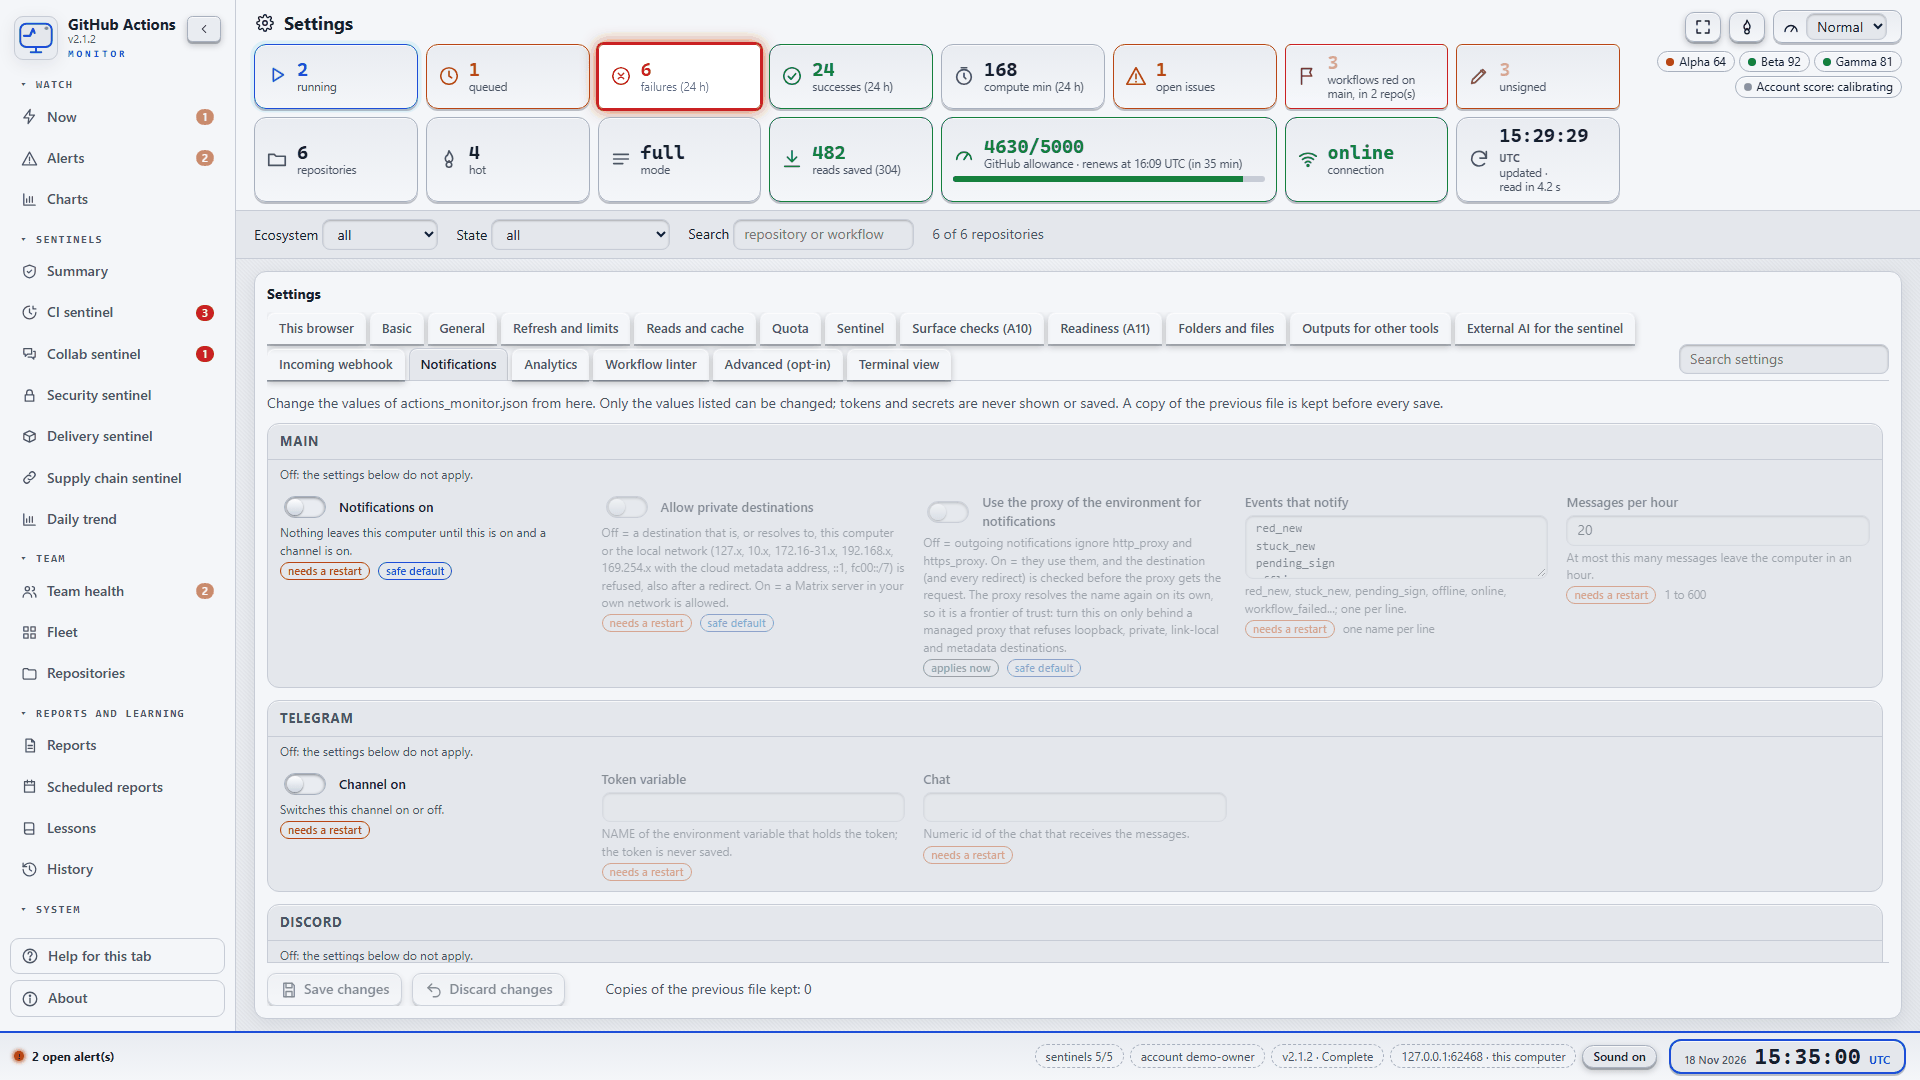 GitHub Actions
v2.1.2
MONITOR
WATCH
Now 1
Alerts 2
Charts
SENTINELS
Summary
CI sentinel 3
Collab sentinel 1
Security sentinel
Delivery sentinel
Supply chain sentinel
Daily trend
TEAM
Team health 2
Fleet
Repositories
REPORTS AND LEARNING
Reports
Scheduled reports
Lessons
History
SYSTEM
Help for this tab
About
Settings
2
running
1
queued
6
failures (24 h)
24
successes (24 h)
168
compute min (24 h)
1
open issues
3
workflows red on
main, in 2 repo(s)
3
unsigned
6
repositories
4
hot
full
mode
482
reads saved (304)
4630/5000
GitHub allowance · renews at 16:09 UTC (in 35 min)
online
connection
15:29:29
UTC
updated ·
read in 4.2 s
Normal
Alpha 64
Beta 92
Gamma 81
Account score: calibrating
Ecosystem all
State all
Search repository or workflow
6 of 6 repositories
Settings
This browser
Basic
General
Refresh and limits
Reads and cache
Quota
Sentinel
Surface checks (A10)
Readiness (A11)
Folders and files
Outputs for other tools
External AI for the sentinel
Incoming webhook
Notifications
Analytics
Workflow linter
Advanced (opt-in)
Terminal view
Search settings
Change the values of actions_monitor.json from here. Only the values listed can be changed; tokens and secrets are never shown or saved. A copy of the previous file is kept before every save.
MAIN
Off: the settings below do not apply.
Notifications on
Nothing leaves this computer until this is on and a
channel is on.
needs a restart safe default
Allow private destinations
Off = a destination that is, or resolves to, this computer
or the local network (127.x, 10.x, 172.16-31.x, 192.168.x,
169.254.x with the cloud metadata address, ::1, fc00::/7) is
refused, also after a redirect. On = a Matrix server in your
own network is allowed.
needs a restart safe default
Use the proxy of the environment for
notifications
Off = outgoing notifications ignore http_proxy and
https_proxy. On = they use them, and the destination
(and every redirect) is checked before the proxy gets the
request. The proxy resolves the name again on its own,
so it is a frontier of trust: turn this on only behind a
managed proxy that refuses loopback, private, link-local
and metadata destinations.
applies now safe default
Events that notify
red_new
stuck_new
pending_sign
red_new, stuck_new, pending_sign, offline, online,
workflow_failed...; one per line.
needs a restart one name per line
Messages per hour
20
At most this many messages leave the computer in an
hour.
needs a restart 1 to 600
TELEGRAM
Off: the settings below do not apply.
Channel on
Switches this channel on or off.
needs a restart
Token variable
NAME of the environment variable that holds the token;
the token is never saved.
needs a restart
Chat
Numeric id of the chat that receives the messages.
needs a restart
DISCORD
Off: the settings below do not apply.
Save changes
Discard changes
Copies of the previous file kept: 0
2 open alert(s)
sentinels 5/5
account demo-owner
v2.1.2 · Complete
127.0.0.1:62468 · this computer
Sound on
18 Nov 2026 15:35:00 UTC